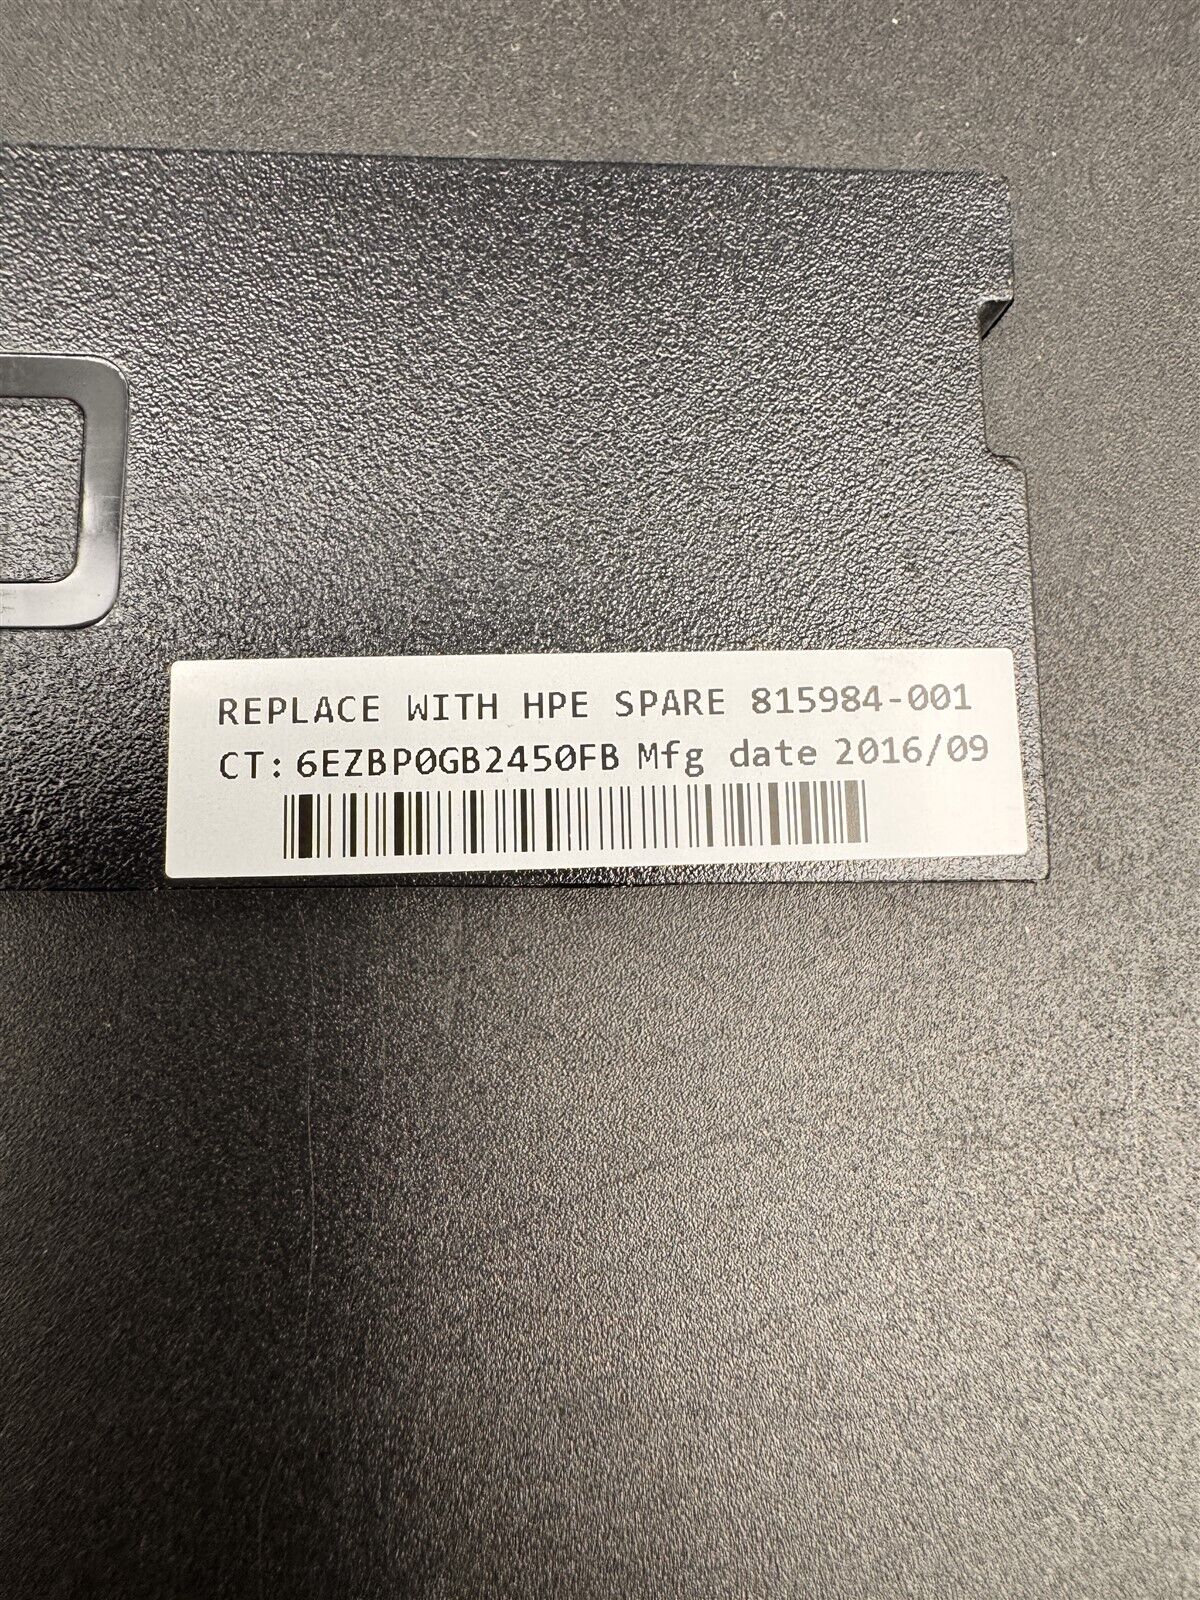 REPLACE WITH HPE SPARE 815984-001
CT: 6EZBP0GB2450FB Mfg date 2016/09